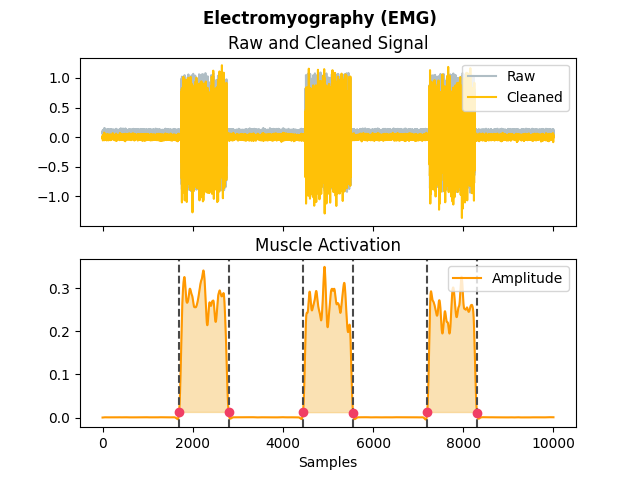 Electromyography (EMG)
Raw and Cleaned Signal
1.0
0.5
0.0
−0.5
−1.0
Raw
Cleaned
Muscle Activation
0.3
0.2
0.1
0.0
Amplitude
0 2000 4000 6000 8000 10000
Samples